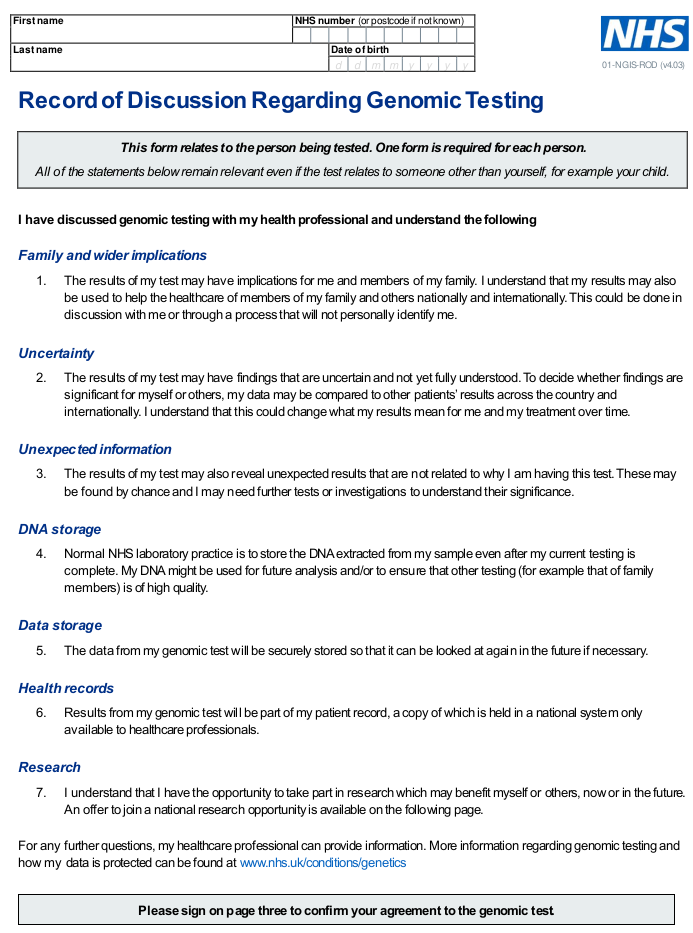 First name
NHS number (or postcode if not known)
Last name
Date of birth
d d m m y y y y
NHS
01-NGIS-ROD (v4.03)
Record of Discussion Regarding Genomic Testing
This form relates to the person being tested. One form is required for each person.
All of the statements below remain relevant even if the test relates to someone other than yourself, for example your child.
I have discussed genomic testing with my health professional and understand the following
Family and wider implications
1. The results of my test may have implications for me and members of my family. I understand that my results may also
be used to help the healthcare of members of my family and others nationally and internationally. This could be done in
discussion with me or through a process that will not personally identify me.
Uncertainty
2. The results of my test may have findings that are uncertain and not yet fully understood. To decide whether findings are
significant for myself or others, my data may be compared to other patients' results across the country and
internationally. I understand that this could change what my results mean for me and my treatment over time.
Unexpected information
3. The results of my test may also reveal unexpected results that are not related to why I am having this test. These may
be found by chance and I may need further tests or investigations to understand their significance.
DNA storage
4. Normal NHS laboratory practice is to store the DNA extracted from my sample even after my current testing is
complete. My DNA might be used for future analysis and/or to ensure that other testing (for example that of family
members) is of high quality.
Data storage
5. The data from my genomic test will be securely stored so that it can be looked at again in the future if necessary.
Health records
6. Results from my genomic test will be part of my patient record, a copy of which is held in a national system only
available to healthcare professionals.
Research
7. I understand that I have the opportunity to take part in research which may benefit myself or others, now or in the future.
An offer to join a national research opportunity is available on the following page.
For any further questions, my healthcare professional can provide information. More information regarding genomic testing and
how my data is protected can be found at www.nhs.uk/conditions/genetics
Please sign on page three to confirm your agreement to the genomic test.